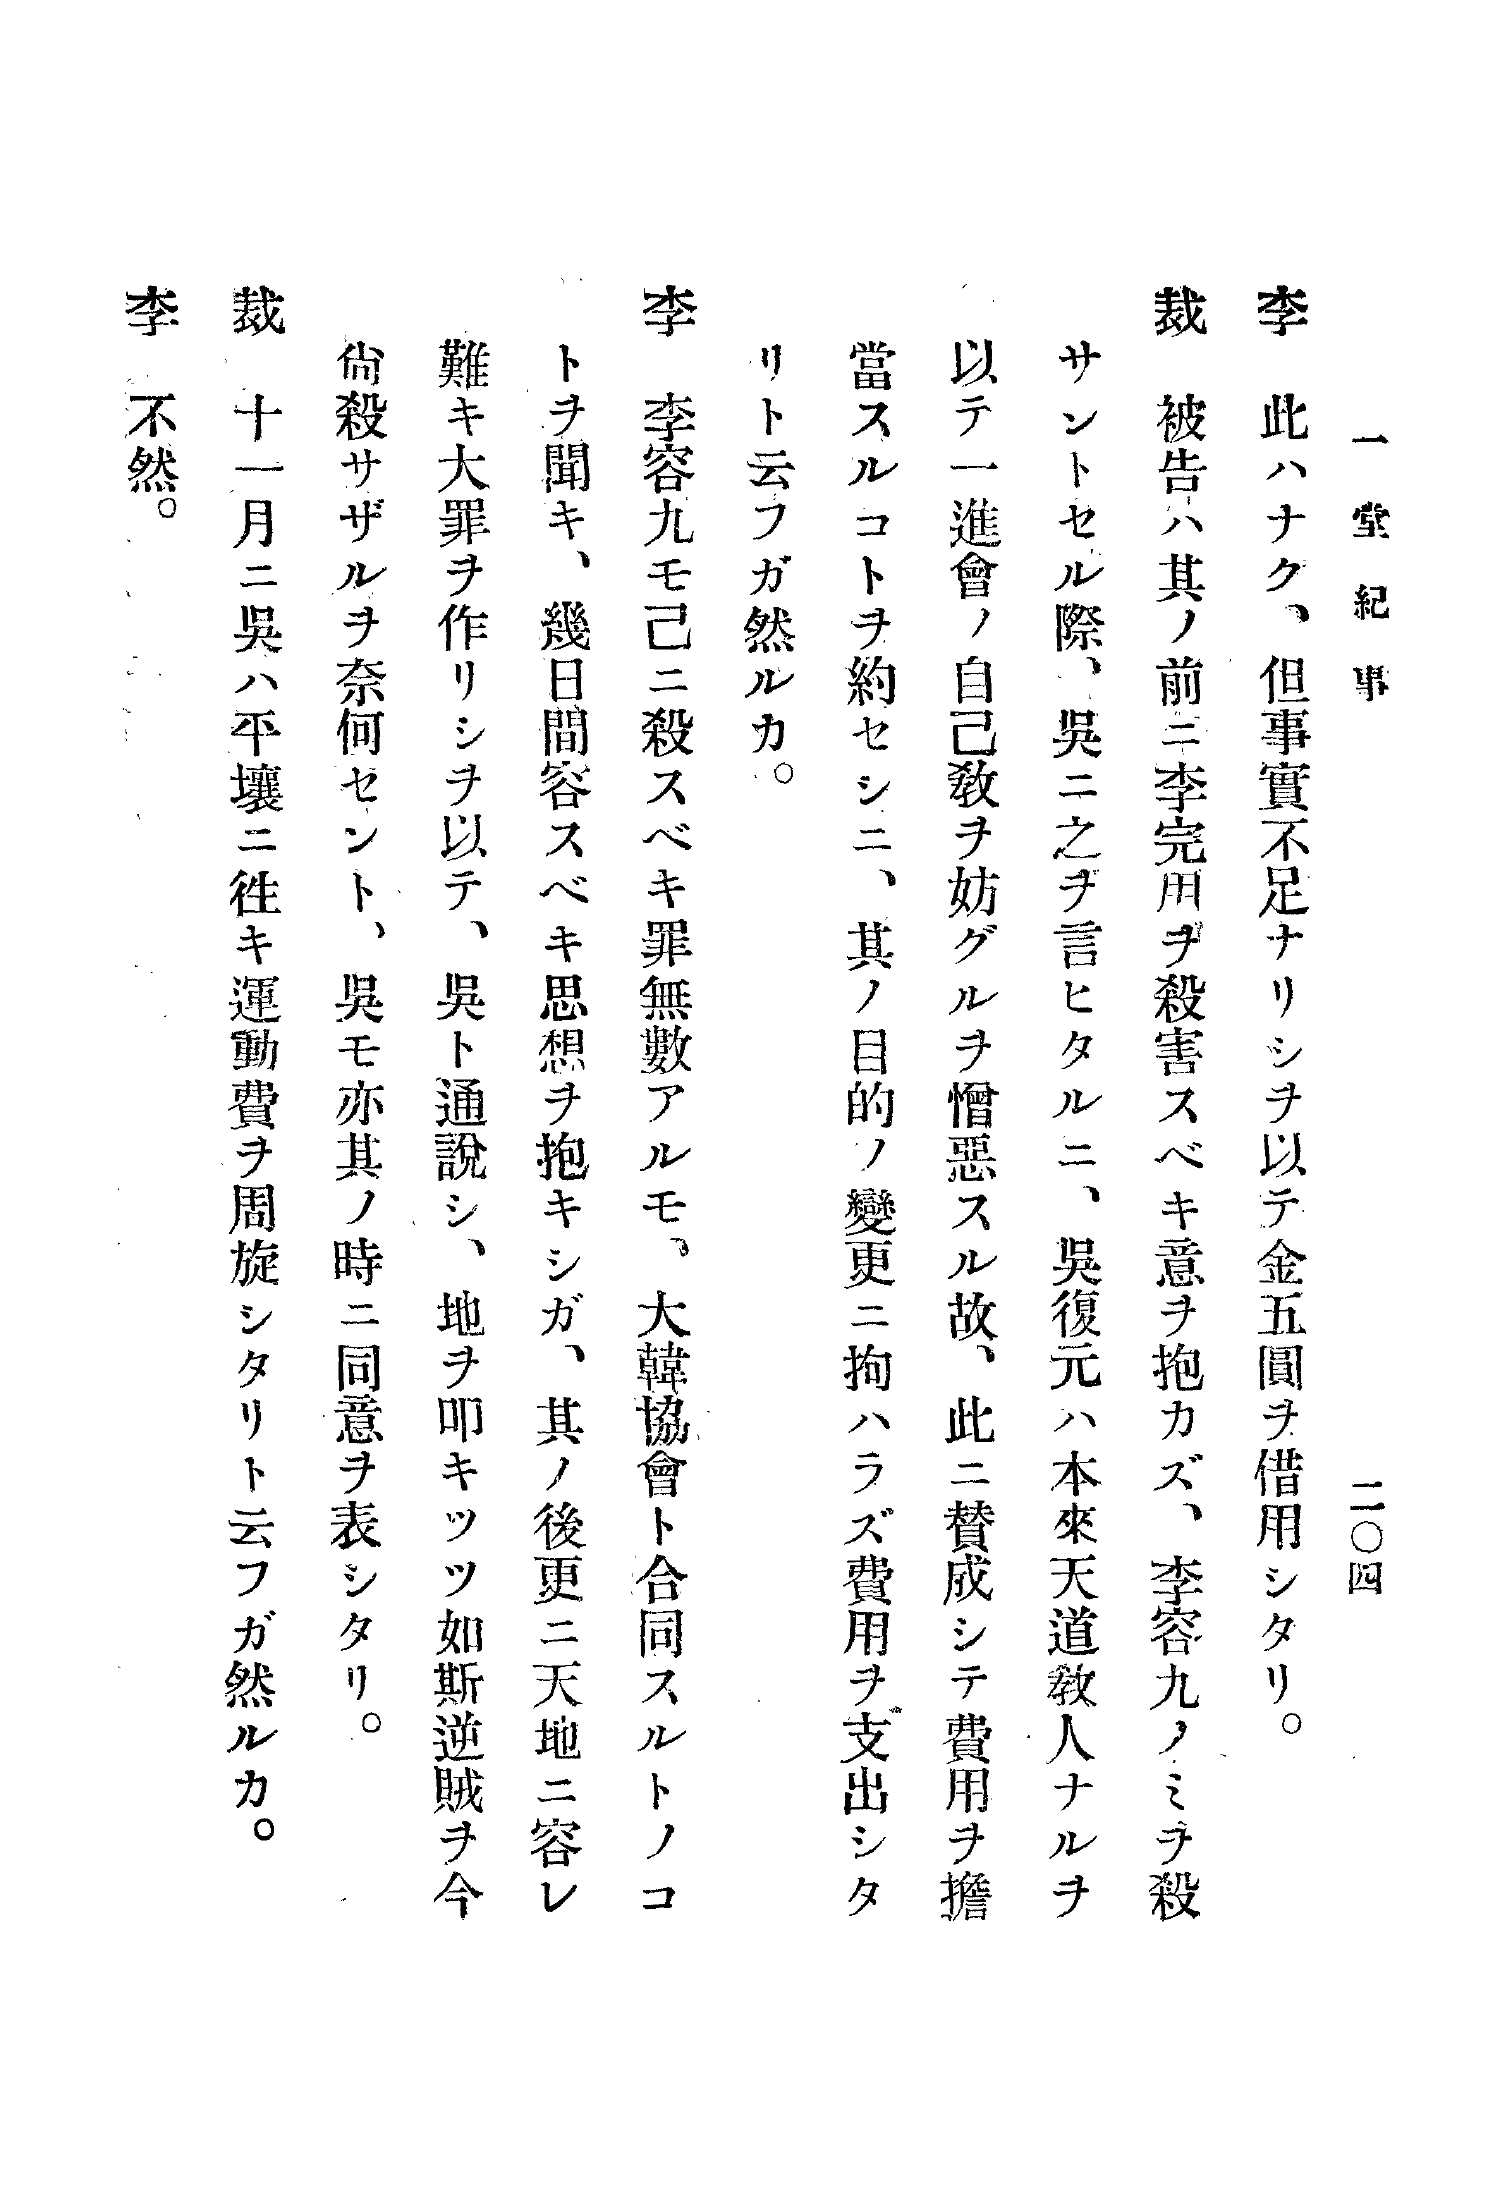 一堂紀事 二〇四
李 此ハナク、但事實不足ナリシヲ以テ金五圓ヲ借用シタリ。
裁 被告ハ其ノ前ニ李完用ヲ殺害スベキ意ヲ抱カズ、李容九ノミヲ殺
サントセル際、吳ニ之ヲ言ヒタルニ、吳復元ハ本來天道敎人ナルヲ
以テ一進會ノ自己敎ヲ妨グルヲ憎惡スル故、此ニ賛成シテ費用ヲ擔
當スルコトヲ約セシニ、其ノ目的ノ變更ニ拘ハラズ費用ヲ支出シタ
リト云フガ然ルカ。
李 李容九モ己ニ殺スベキ罪無數アルモ、大韓協會ト合同スルトノコ
トヲ聞キ、幾日間容スベキ思想ヲ抱キシガ、其ノ後更ニ天地ニ容レ
難キ大罪ヲ作リシヲ以テ、吳ト通說シ、地ヲ叩キツツ如斯逆賊ヲ今
尙殺サザルヲ奈何セント、吳モ亦其ノ時ニ同意ヲ表シタリ。
裁 十一月ニ吳ハ平壤ニ徃キ運動費ヲ周旋シタリト云フガ然ルカ。
李 不然。